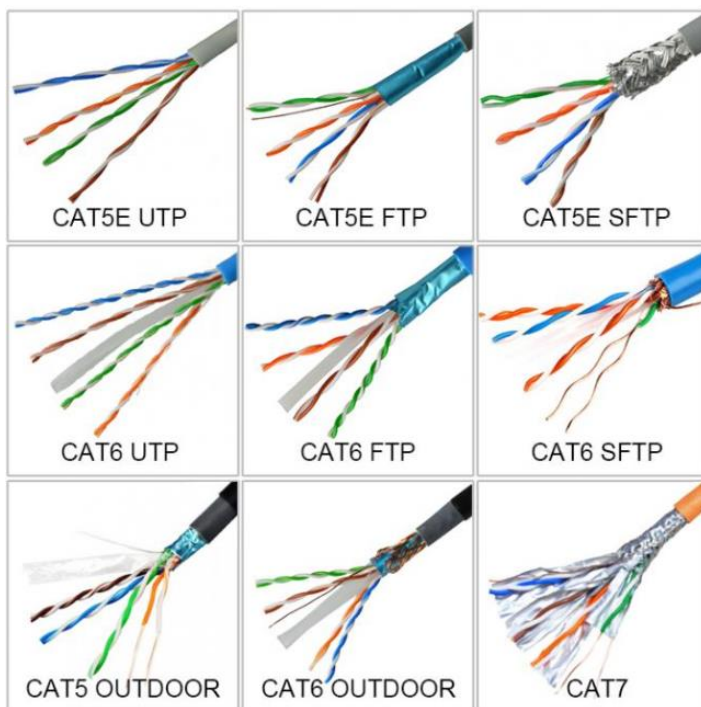 CAT5E UTP
CAT5E FTP
CAT5E SFTP
CAT6 UTP
CAT6 FTP
CAT6 SFTP
CAT5 OUTDOOR
CAT6 OUTDOOR
CAT7